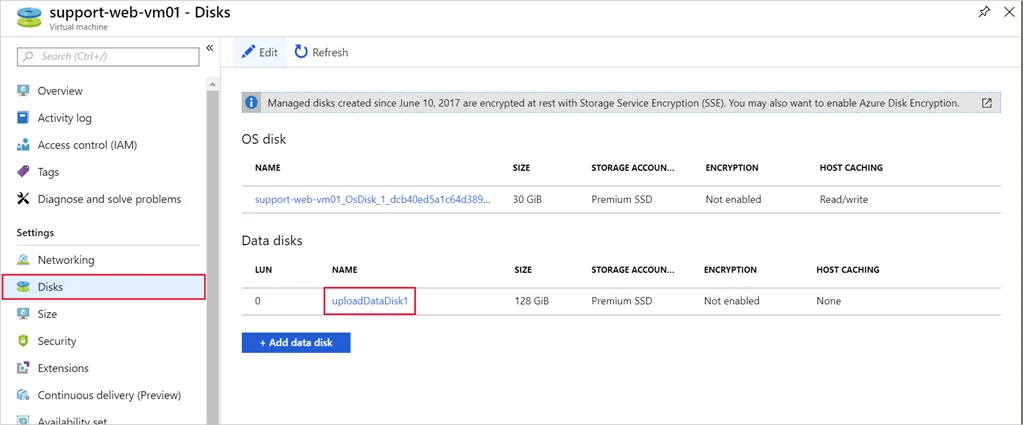 support-web-vm01 - Disks
Virtual machine
Search (Ctrl+/)
«
Overview
Activity log
Access control (IAM)
Tags
Diagnose and solve problems
Settings
Networking
Disks
Size
Security
Extensions
Continuous delivery (Preview)
Availability set
Edit Refresh
Managed disks created since June 10, 2017 are encrypted at rest with Storage Service Encryption (SSE). You may also want to enable Azure Disk Encryption.
OS disk
NAME SIZE STORAGE ACCOUN... ENCRYPTION HOST CACHING
support-web-vm01_OsDisk_1_dcb40ed5a1c64d389... 30 GiB Premium SSD Not enabled Read/write
Data disks
LUN NAME SIZE STORAGE ACCOUN... ENCRYPTION HOST CACHING
0 uploadDataDisk1 128 GiB Premium SSD Not enabled None
+ Add data disk